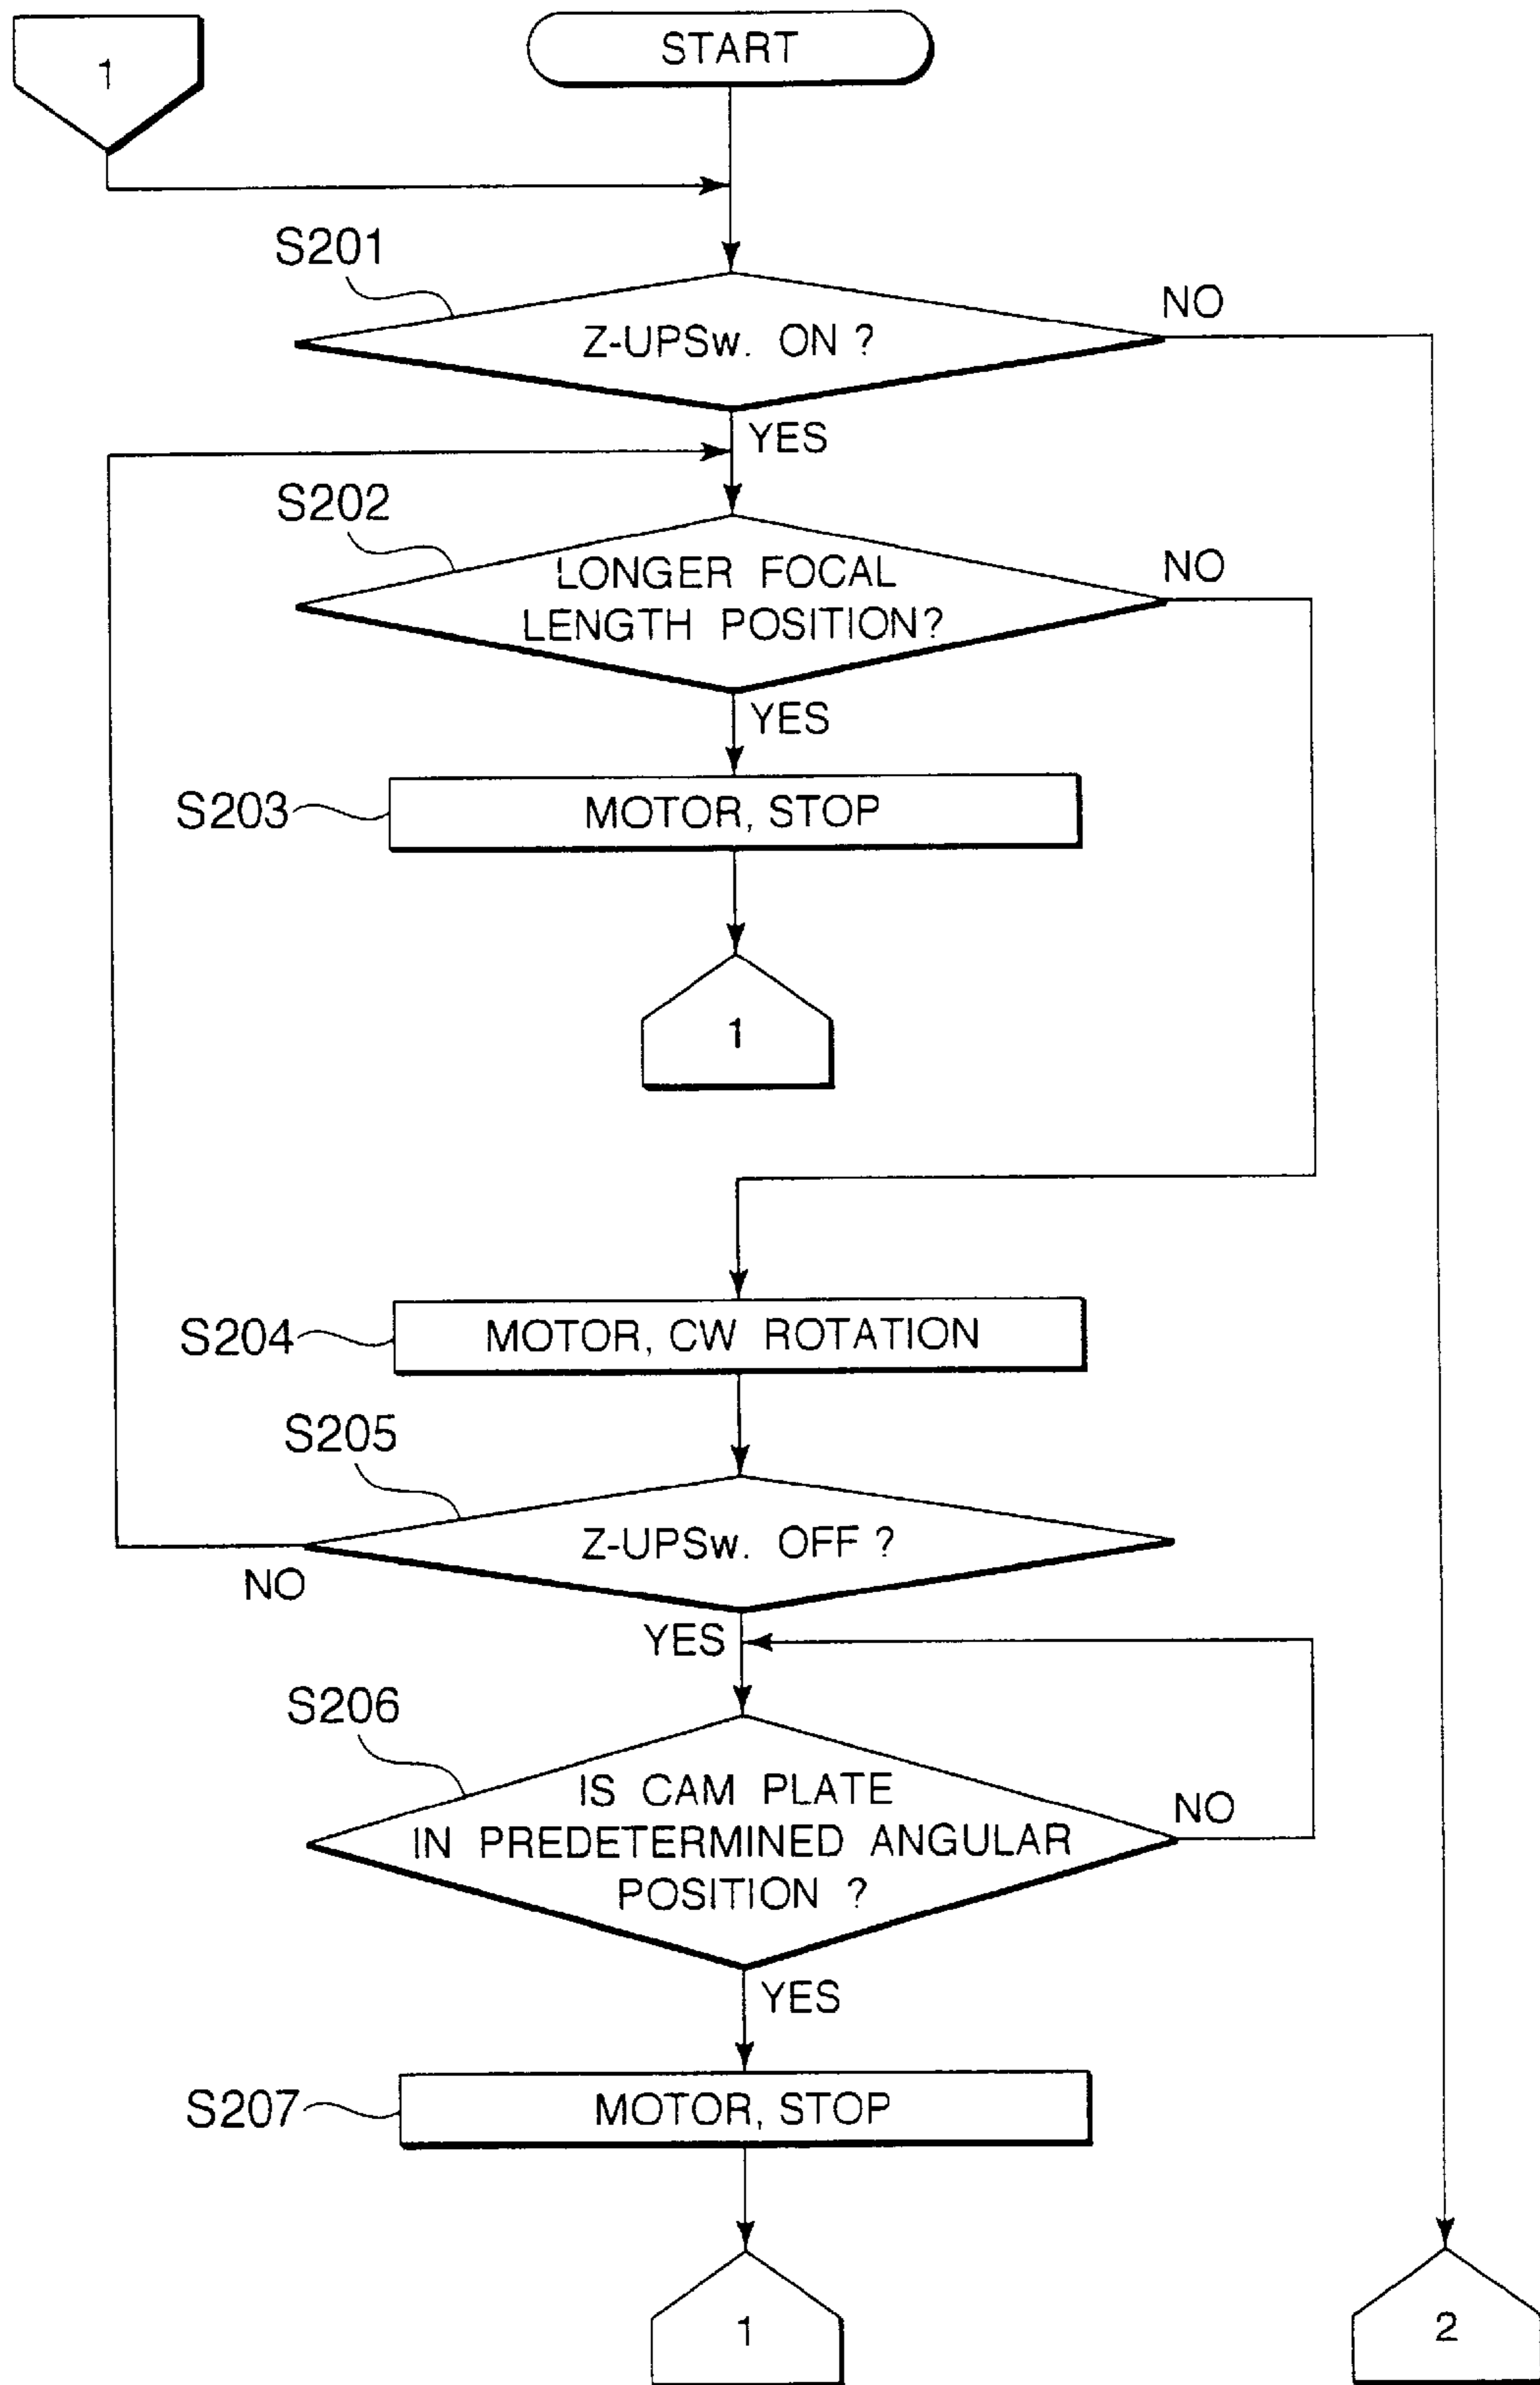 1
START
S201
Z-UPSw. ON ?
NO
YES
S202
LONGER FOCAL
LENGTH POSITION?
NO
YES
S203
MOTOR, STOP
1
S204
MOTOR, CW ROTATION
S205
Z-UPSw. OFF ?
NO
YES
S206
IS CAM PLATE
IN PREDETERMINED ANGULAR
POSITION ?
NO
YES
S207
MOTOR, STOP
1
2